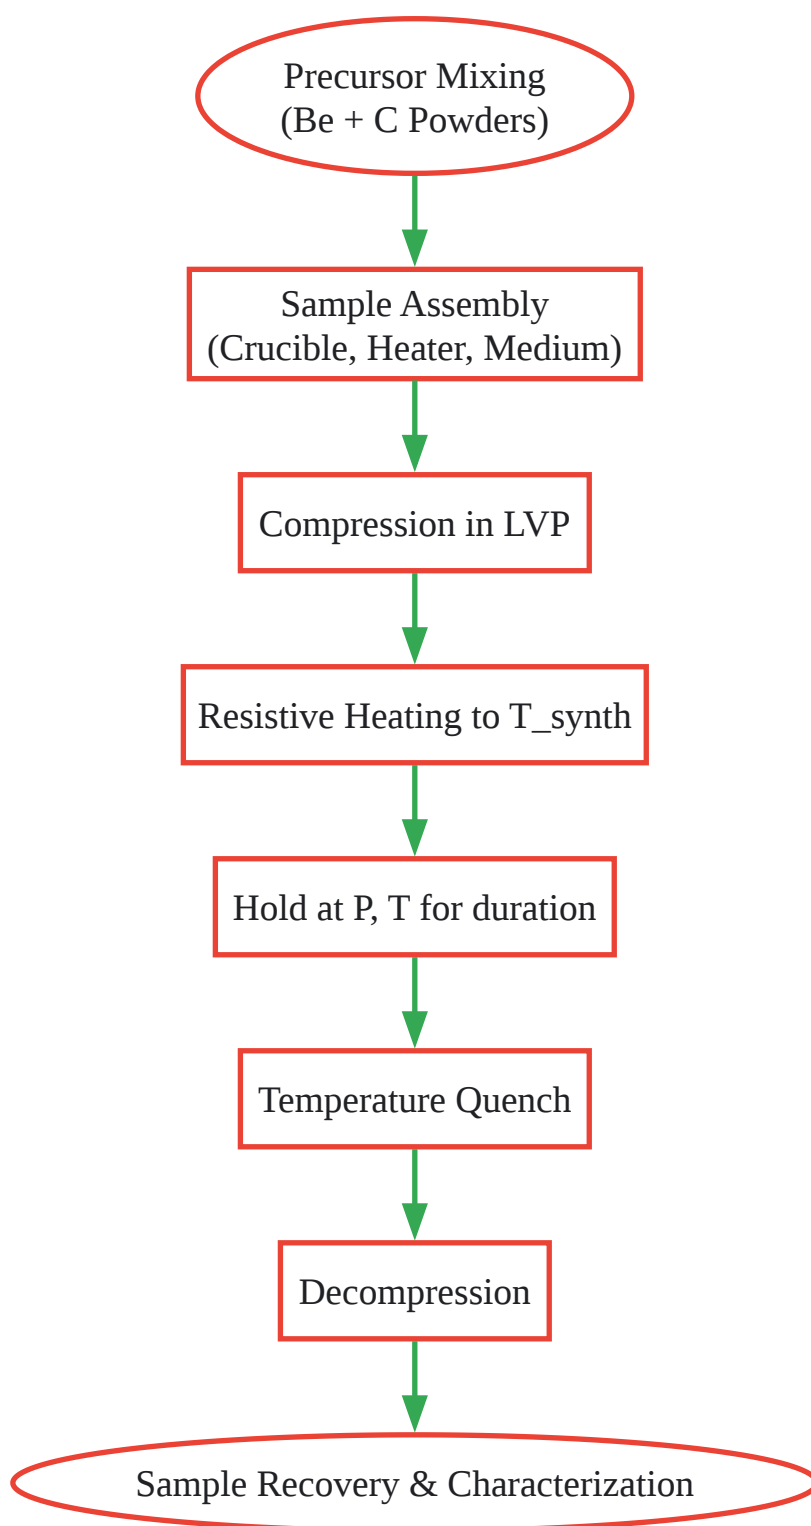 Precursor Mixing
(Be + C Powders)
Sample Assembly
(Crucible, Heater, Medium)
Compression in LVP
Resistive Heating to T_synth
Hold at P, T for duration
Temperature Quench
Decompression
Sample Recovery & Characterization